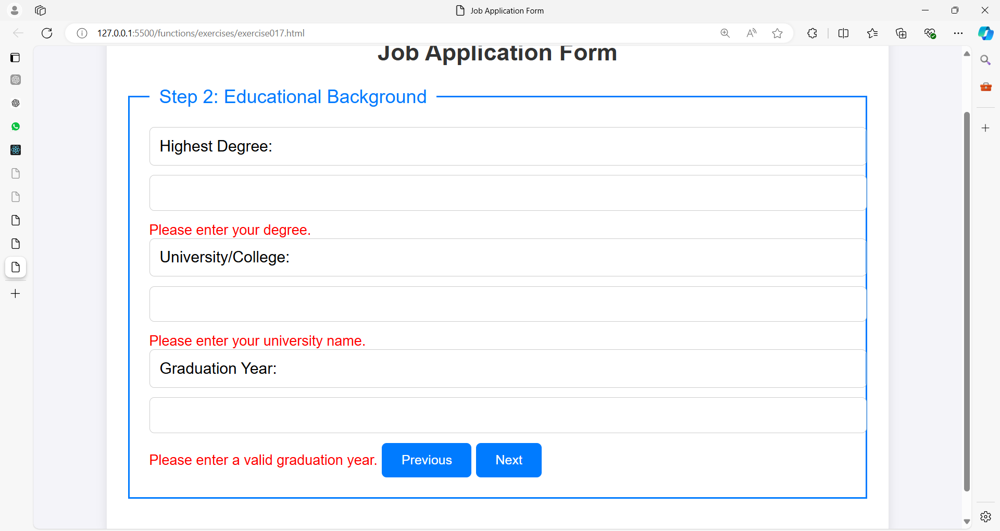 Job Application Form
127.0.0.1:5500/functions/exercises/exercise017.html
Job Application Form
Step 2: Educational Background
Highest Degree:
Please enter your degree.
University/College:
Please enter your university name.
Graduation Year:
Please enter a valid graduation year. Previous Next